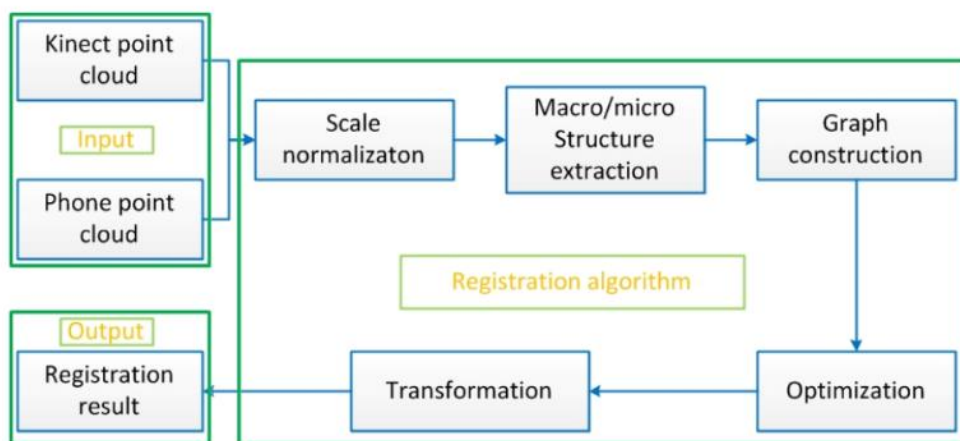 Kinect point
cloud
Input
Phone point
cloud
Scale
normalizaton
Macro/micro
Structure
extraction
Graph
construction
Registration algorithm
Output
Registration
result
Transformation
Optimization